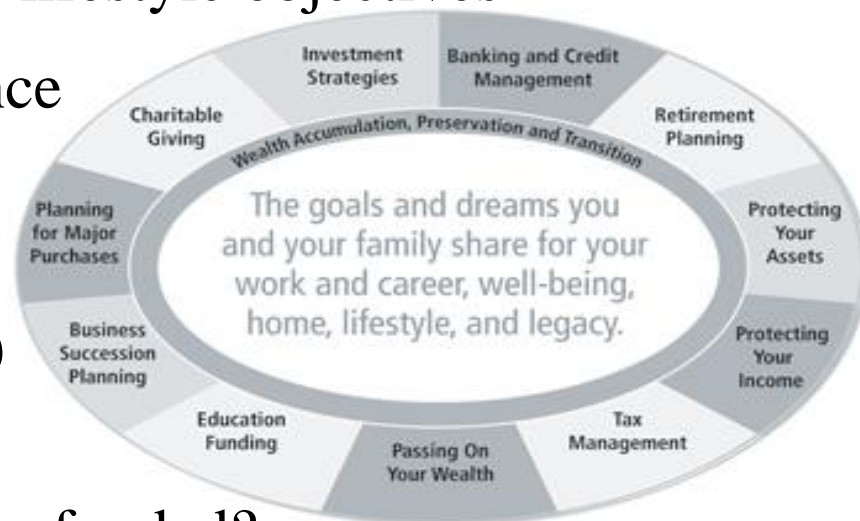 lifestyle objectives
Investment
Strategies
Banking and Credit
Management
Charitable
Giving
Retirement
Planning
Wealth Accumulation, Preservation and Transition
Planning
for Major
Purchases
The goals and dreams you
and your family share for your
work and career, well-being,
home, lifestyle, and legacy.
Protecting
Your
Assets
)
Business
Succession
Planning
Protecting
Your
Income
Education
Funding
Passing On
Your Wealth
Tax
Management